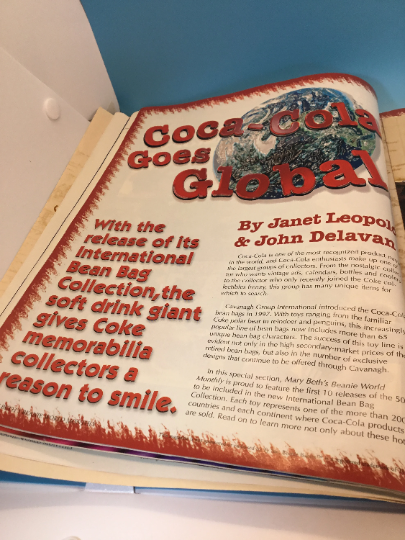 Coca-Cola
Goes
Global
By Janet Leopol
& John Delavan
With the
release of its
international
Bean Bag
Collection, the
soft drink giant
gives Coke
memorabilia
collectors a
reason to smile.
Coca-Cola is one of the most recognized product
in the world, and Coca-Cola enthusiasts make up one
the largest groups of collectors. From the nostalgic
who wants vintage ads, calendars, bottles and
to the collector who only recently joined the Coke
frenzy, this group has many unique items for
which to search.
Cavanagh Group International introduced the Coca-Cola
bean bags in 1997. With toys ranging from the familiar
Coke polar bear to reindeer and penguins, this increasingly
popular line of bean bags now includes more than 65
unique bean bag characters. The success of this toy line is
evident not only in the high secondary-market prices of the
retired bean bags, but also in the number of exclusive
designs that continue to be offered through Cavanagh.
In this special section, Mary Beth's Beanie World
Monthly is proud to feature the first 10 releases of the 50
to be included in the new International Bean Bag
Collection. Each toy represents one of the more than 200
countries and each continent where Coca-Cola products
are sold. Read on to learn more not only about these